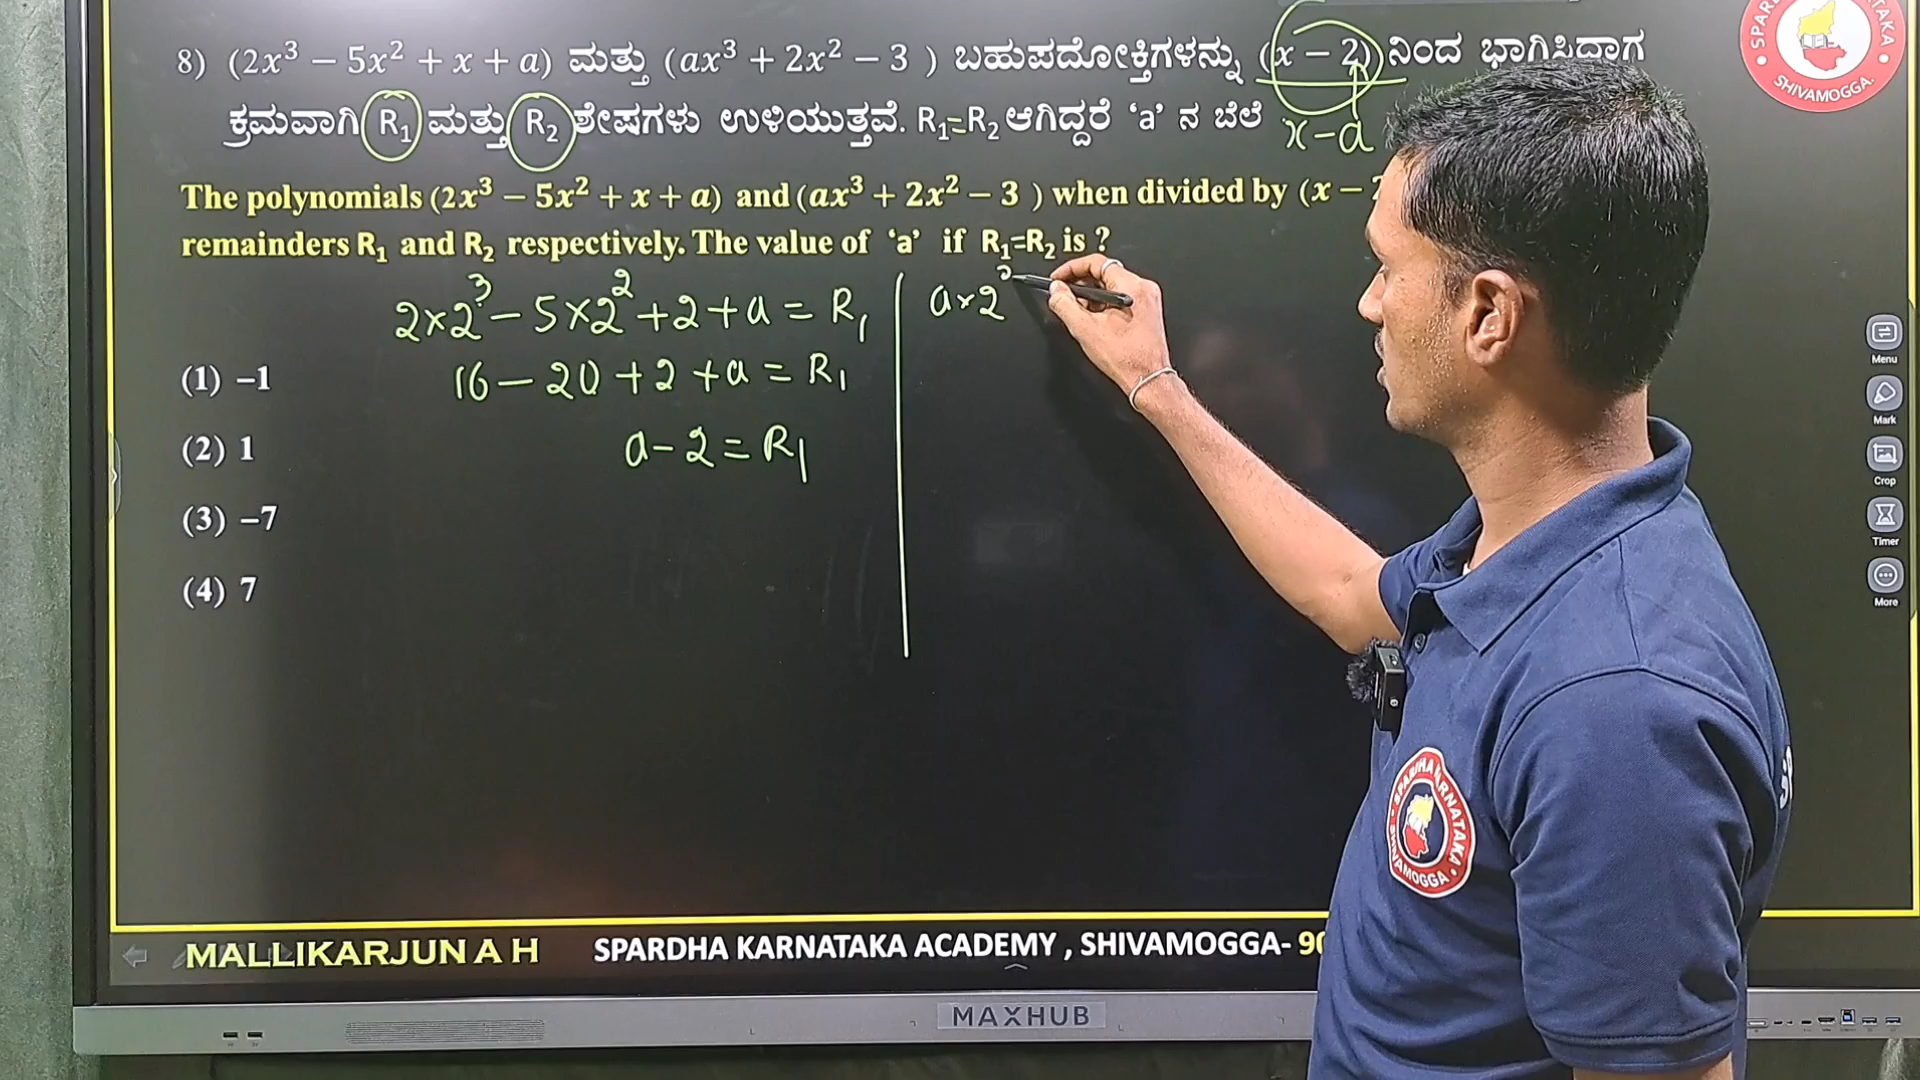 8) (2x³ − 5x² + x + a) ಮತ್ತು (ax³ + 2x² − 3 ) ಬಹುಪದೋಕ್ತಿಗಳನ್ನು (x − 2) ನಿಂದ ಭಾಗಿಸಿದಾಗ
ಕ್ರಮವಾಗಿ R₁ ಮತ್ತು R₂ ಶೇಷಗಳು ಉಳಿಯುತ್ತವೆ. R₁=R₂ ಆಗಿದ್ದರೆ ‘a’ ನ ಬೆಲೆ
x − a
The polynomials (2x³ − 5x² + x + a) and (ax³ + 2x² − 3 ) when divided by (x −
remainders R₁ and R₂ respectively. The value of ‘a’ if R₁=R₂ is ?
2×2³ − 5×2² + 2 + a = R₁
a×2
16 − 20 + 2 + a = R₁
a − 2 = R₁
(1) −1
(2) 1
(3) −7
(4) 7
Menu
Mark
Crop
Timer
More
SHIVAMOGGA.
SPARDHA KARNATAKA
SHIVAMOGGA
MALLIKARJUN A H
SPARDHA KARNATAKA ACADEMY , SHIVAMOGGA-
MAXHUB